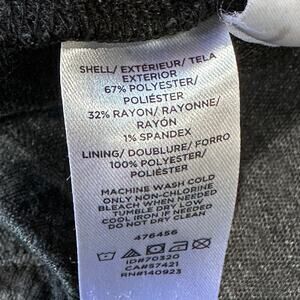 SHELL/ EXTÉRIEUR/ TELA
EXTERIOR
67% POLYESTER/
POLIÉSTER
32% RAYON/ RAYONNE/
RAYÓN
1% SPANDEX
LINING/ DOUBLURE/ FORRO
100% POLYESTER/
POLIÉSTER
MACHINE WASH COLD
ONLY NON-CHLORINE
BLEACH WHEN NEEDED
TUMBLE DRY LOW
COOL IRON IF NEEDED
DO NOT DRY CLEAN
476456
ID#70320
CA#57421
RN#140923